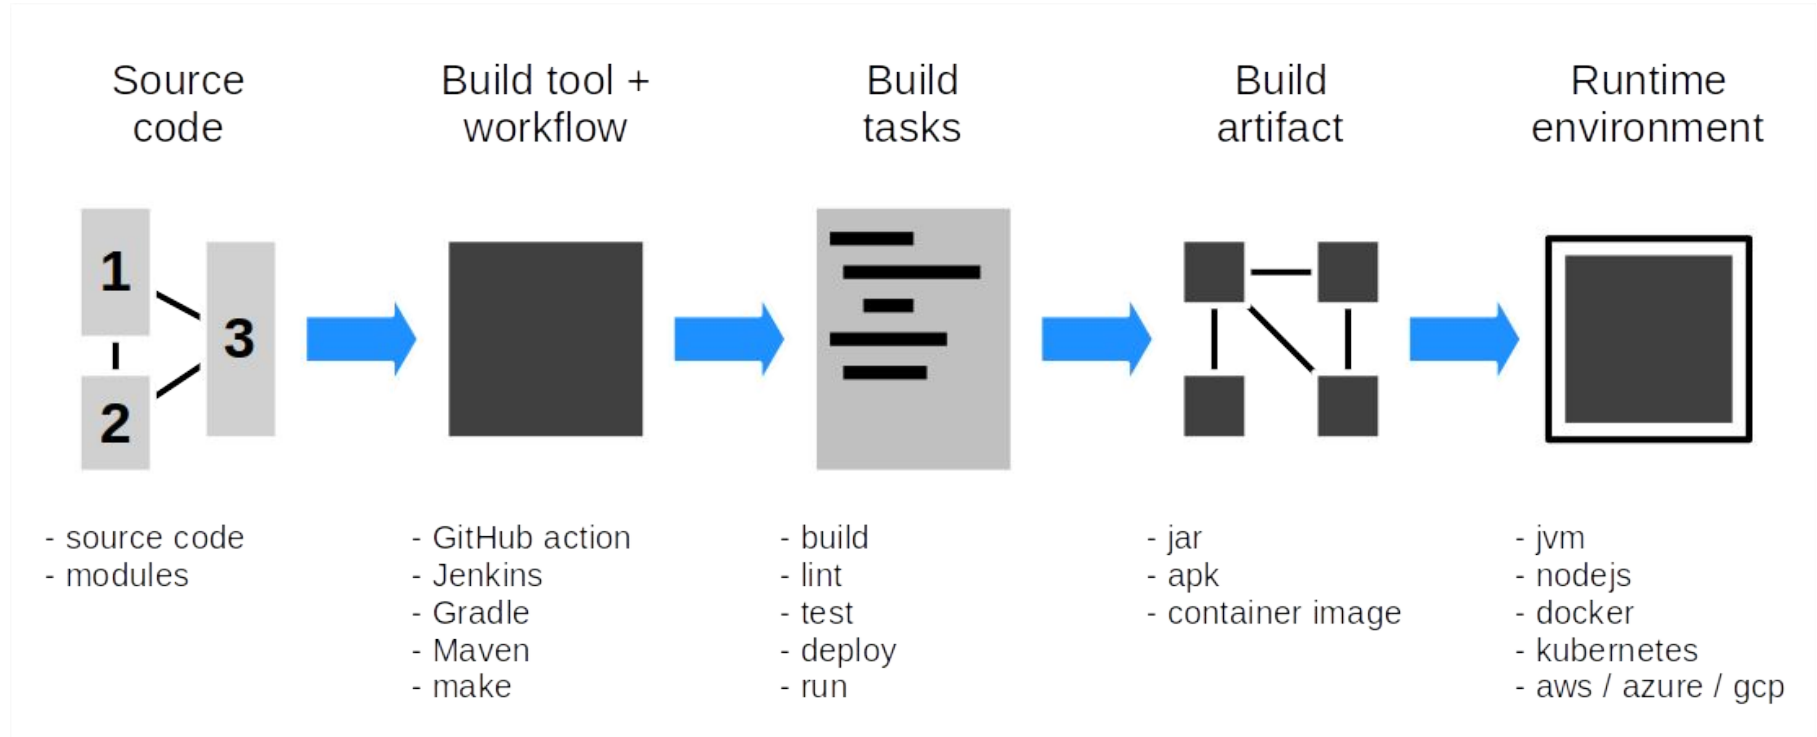 Source
code
Build tool +
workflow
Build
tasks
Build
artifact
Runtime
environment
1
2
3
- source code
- modules
- GitHub action
- Jenkins
- Gradle
- Maven
- make
- build
- lint
- test
- deploy
- run
- jar
- apk
- container image
- jvm
- nodejs
- docker
- kubernetes
- aws / azure / gcp